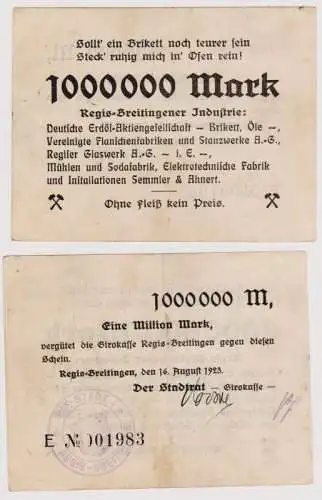 Sollt' ein Brikett noch teurer sein
Steck' ruhig mich in' Ofen rein!
1000000 Mark
Regis-Breitingener Industrie:
Deutsche Erdöl-Aktiengesellschaft — Brikett, Öle —,
Vereinigte Flanschenfabriken und Stanzwerke A.-G.,
Regiser Glaswerk A.-G. — i. E. —,
Mühlen und Sodafabrik, Elektrotechnische Fabrik
und Installationen Semmler & Ahnert.
Ohne Fleiß kein Preis.
1000000 M,
Eine Million Mark,
vergütet die Girokasse Regis-Breitingen gegen diesen
Schein.
Regis-Breitingen, den 16. August 1923.
Der Stadtrat — Girokasse —
E № 001983